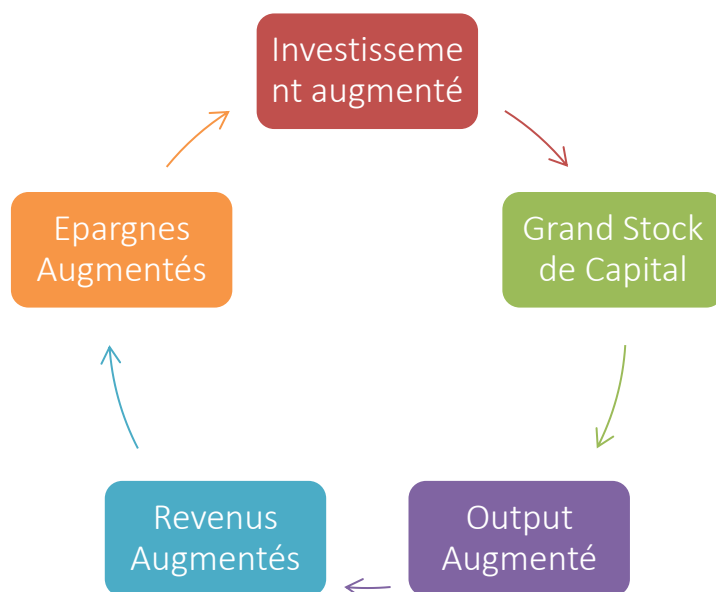 Investisseme
nt augmenté
Grand Stock
de Capital
Output
Augmenté
Revenus
Augmentés
Epargnes
Augmentés